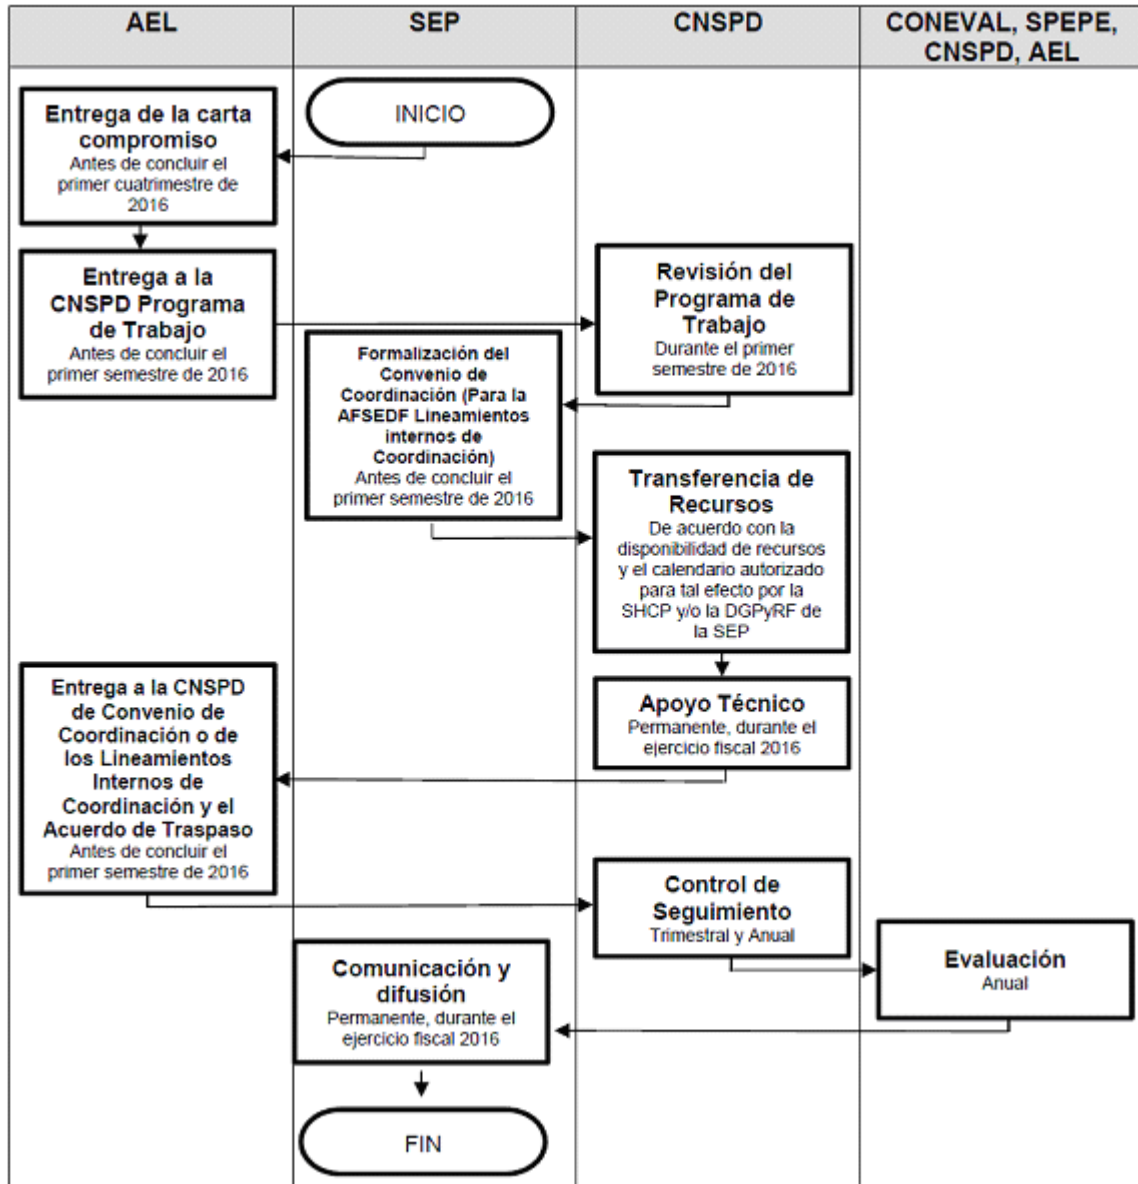 AEL
SEP
CNSPD
CONEVAL, SPEPE,
CNSPD, AEL
INICIO
Entrega de la carta
compromiso
Antes de concluir el
primer cuatrimestre de
2016
Entrega a la
CNSPD Programa
de Trabajo
Antes de concluir el
primer semestre de 2016
Revisión del
Programa de
Trabajo
Durante el primer
semestre de 2016
Formalización del
Convenio de
Coordinación (Para la
AFSEDF Lineamientos
internos de
Coordinación)
Antes de concluir el
primer semestre de 2016
Transferencia de
Recursos
De acuerdo con la
disponibilidad de recursos
y el calendario autorizado
para tal efecto por la
SHCP y/o la DGPyRF de
la SEP
Apoyo Técnico
Permanente, durante el
ejercicio fiscal 2016
Entrega a la CNSPD
de Convenio de
Coordinación o de
los Lineamientos
Internos de
Coordinación y el
Acuerdo de Traspaso
Antes de concluir el
primer semestre de 2016
Control de
Seguimiento
Trimestral y Anual
Evaluación
Anual
Comunicación y
difusión
Permanente, durante el
ejercicio fiscal 2016
FIN